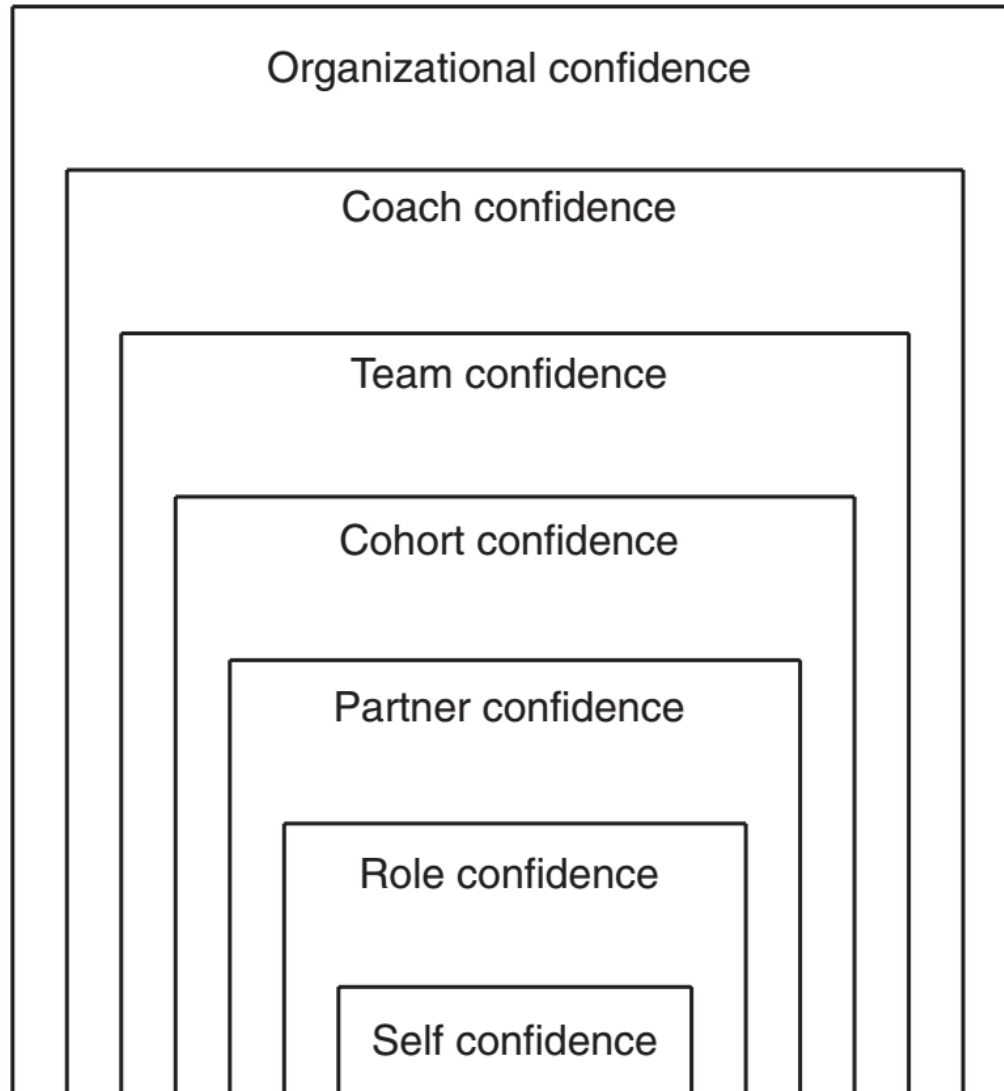 Organizational confidence
Coach confidence
Team confidence
Cohort confidence
Partner confidence
Role confidence
Self confidence